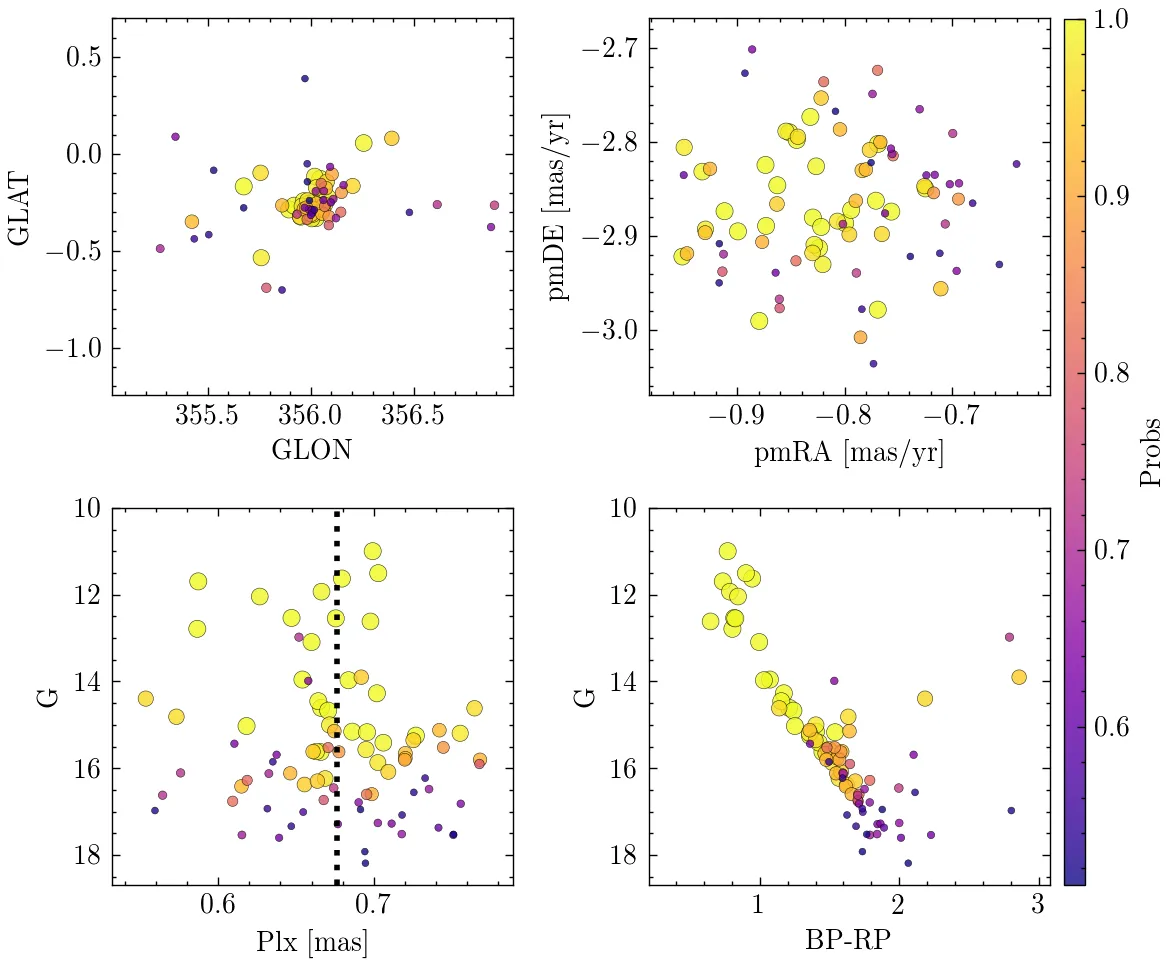 0.5
0.0
−0.5
−1.0
GLAT
355.5 356.0 356.5
GLON
−2.7
−2.8
−2.9
−3.0
pmDE [mas/yr]
−0.9 −0.8 −0.7
pmRA [mas/yr]
10
12
14
16
18
G
0.6 0.7
Plx [mas]
10
12
14
16
18
G
1 2 3
BP-RP
1.0
0.9
0.8
0.7
0.6
Probs